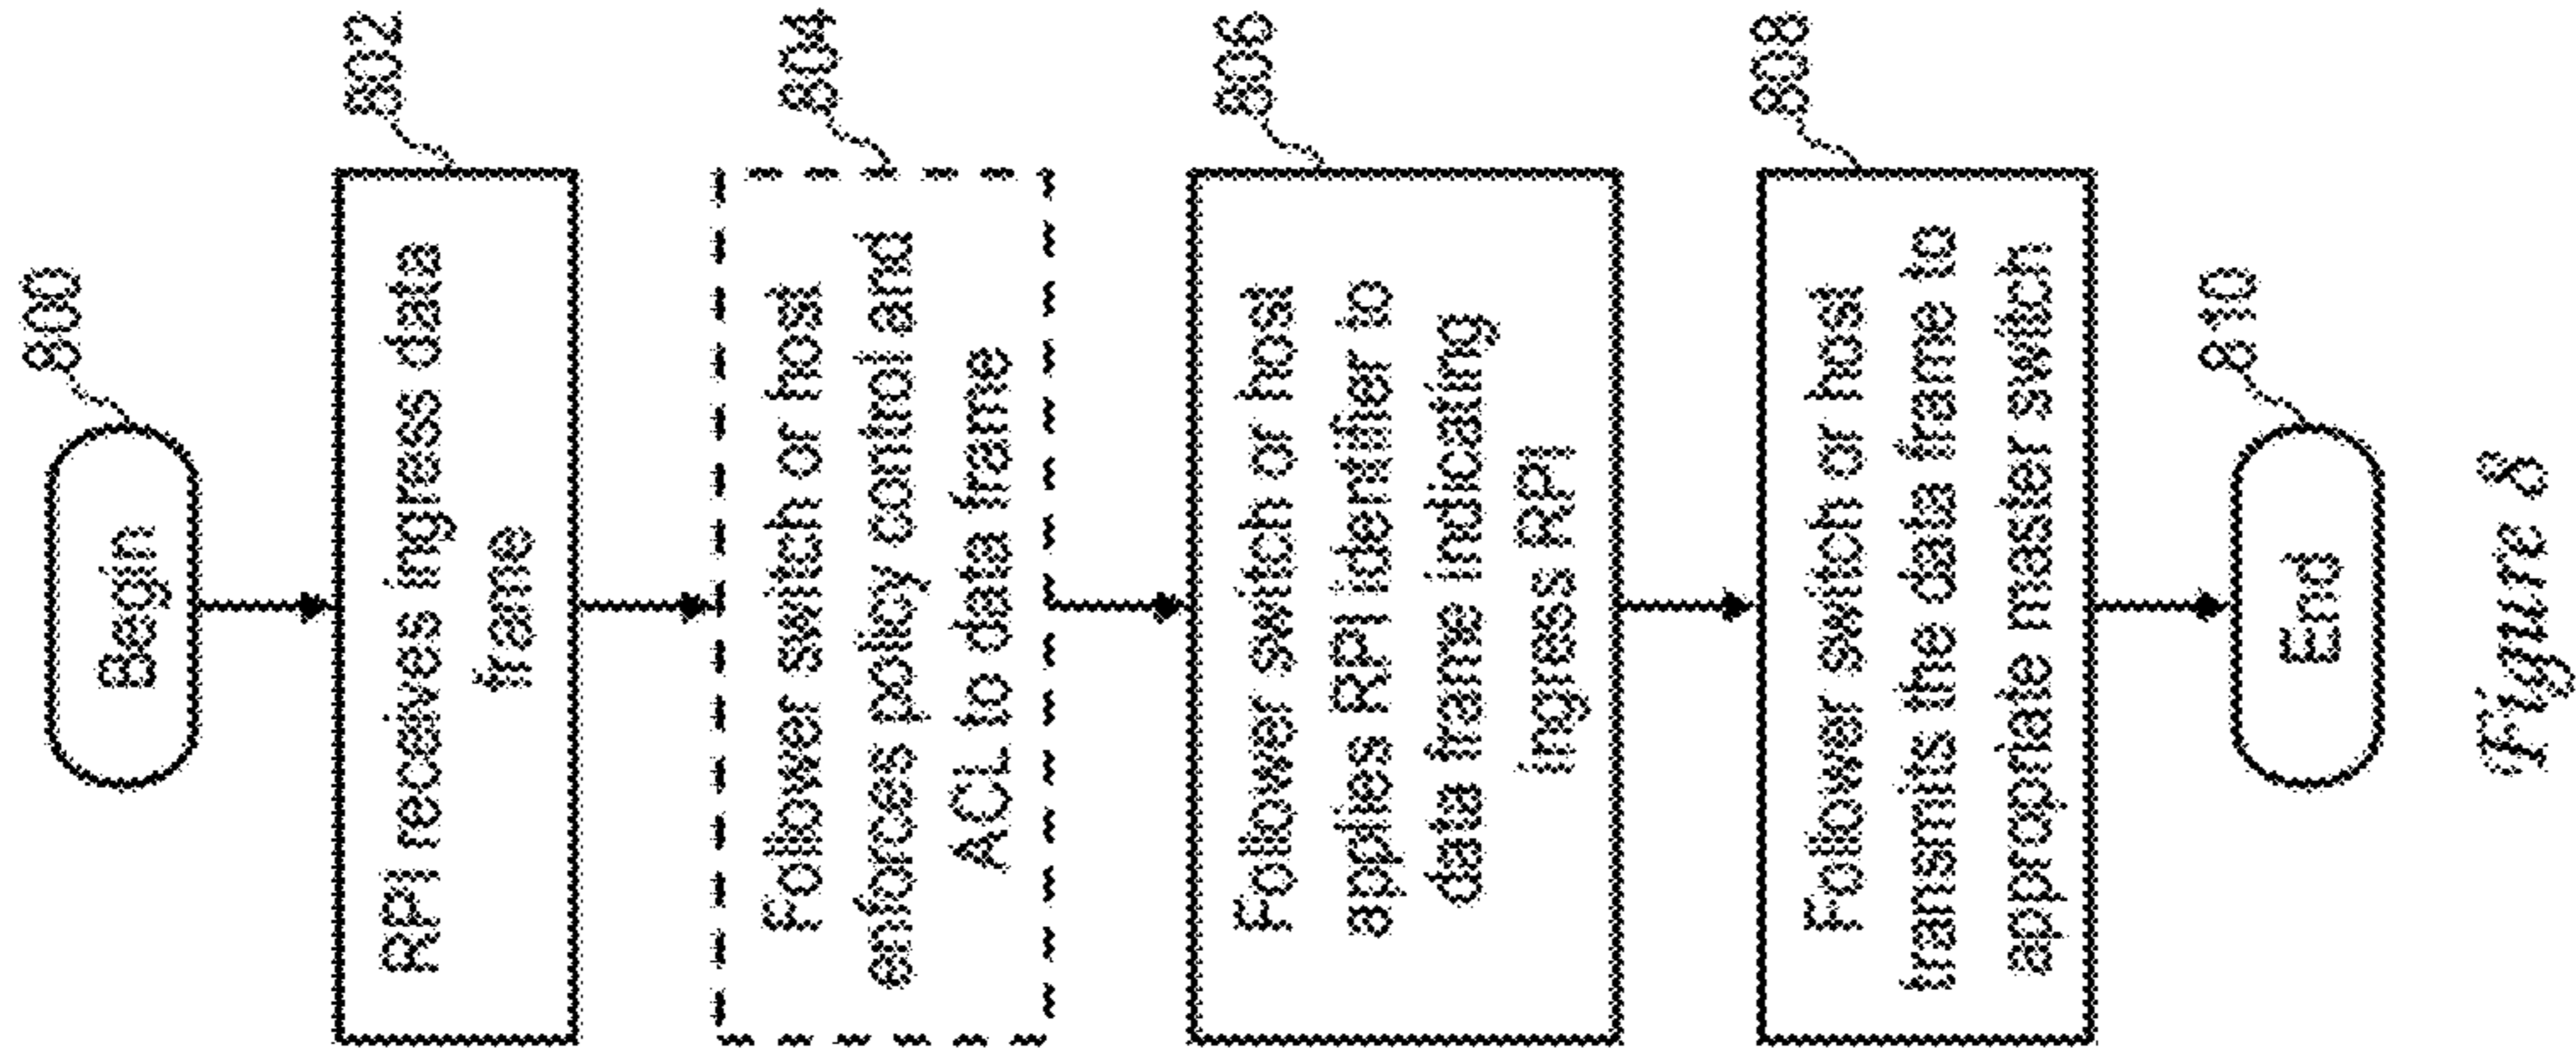 800
Begin
802
RPI receives ingress data
frame
804
Follower switch or host
enforces policy control and
ACL to data frame
806
Follower switch or host
applies RPI identifier to
data frame indicating
ingress RPI
808
Follower switch or host
transmits the data frame to
appropriate master switch
810
End
Figure 8